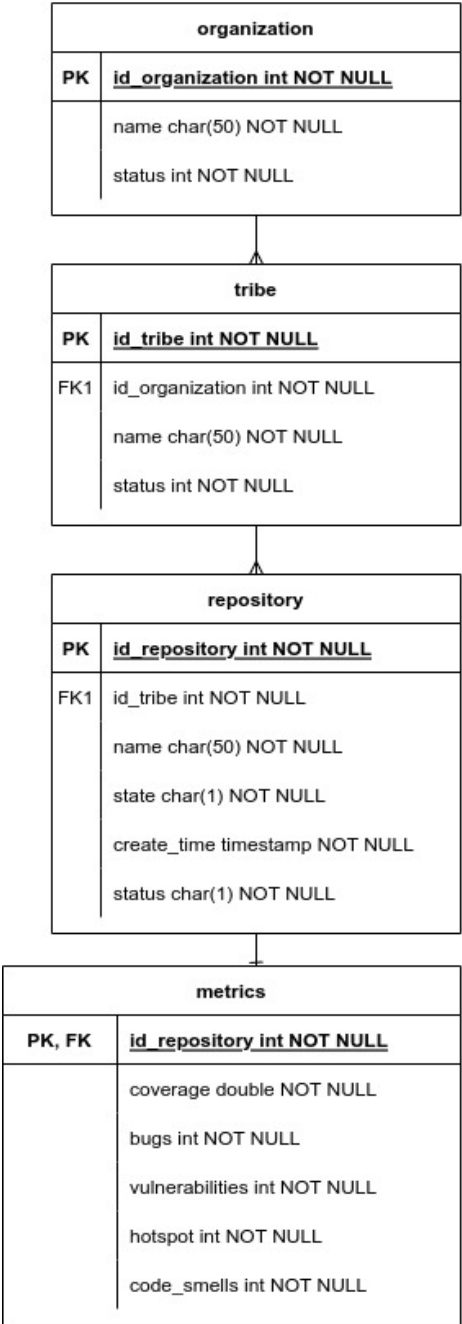 organization
PK id_organization int NOT NULL
name char(50) NOT NULL
status int NOT NULL
tribe
PK id_tribe int NOT NULL
FK1 id_organization int NOT NULL
name char(50) NOT NULL
status int NOT NULL
repository
PK id_repository int NOT NULL
FK1 id_tribe int NOT NULL
name char(50) NOT NULL
state char(1) NOT NULL
create_time timestamp NOT NULL
status char(1) NOT NULL
metrics
PK, FK id_repository int NOT NULL
coverage double NOT NULL
bugs int NOT NULL
vulnerabilities int NOT NULL
hotspot int NOT NULL
code_smells int NOT NULL